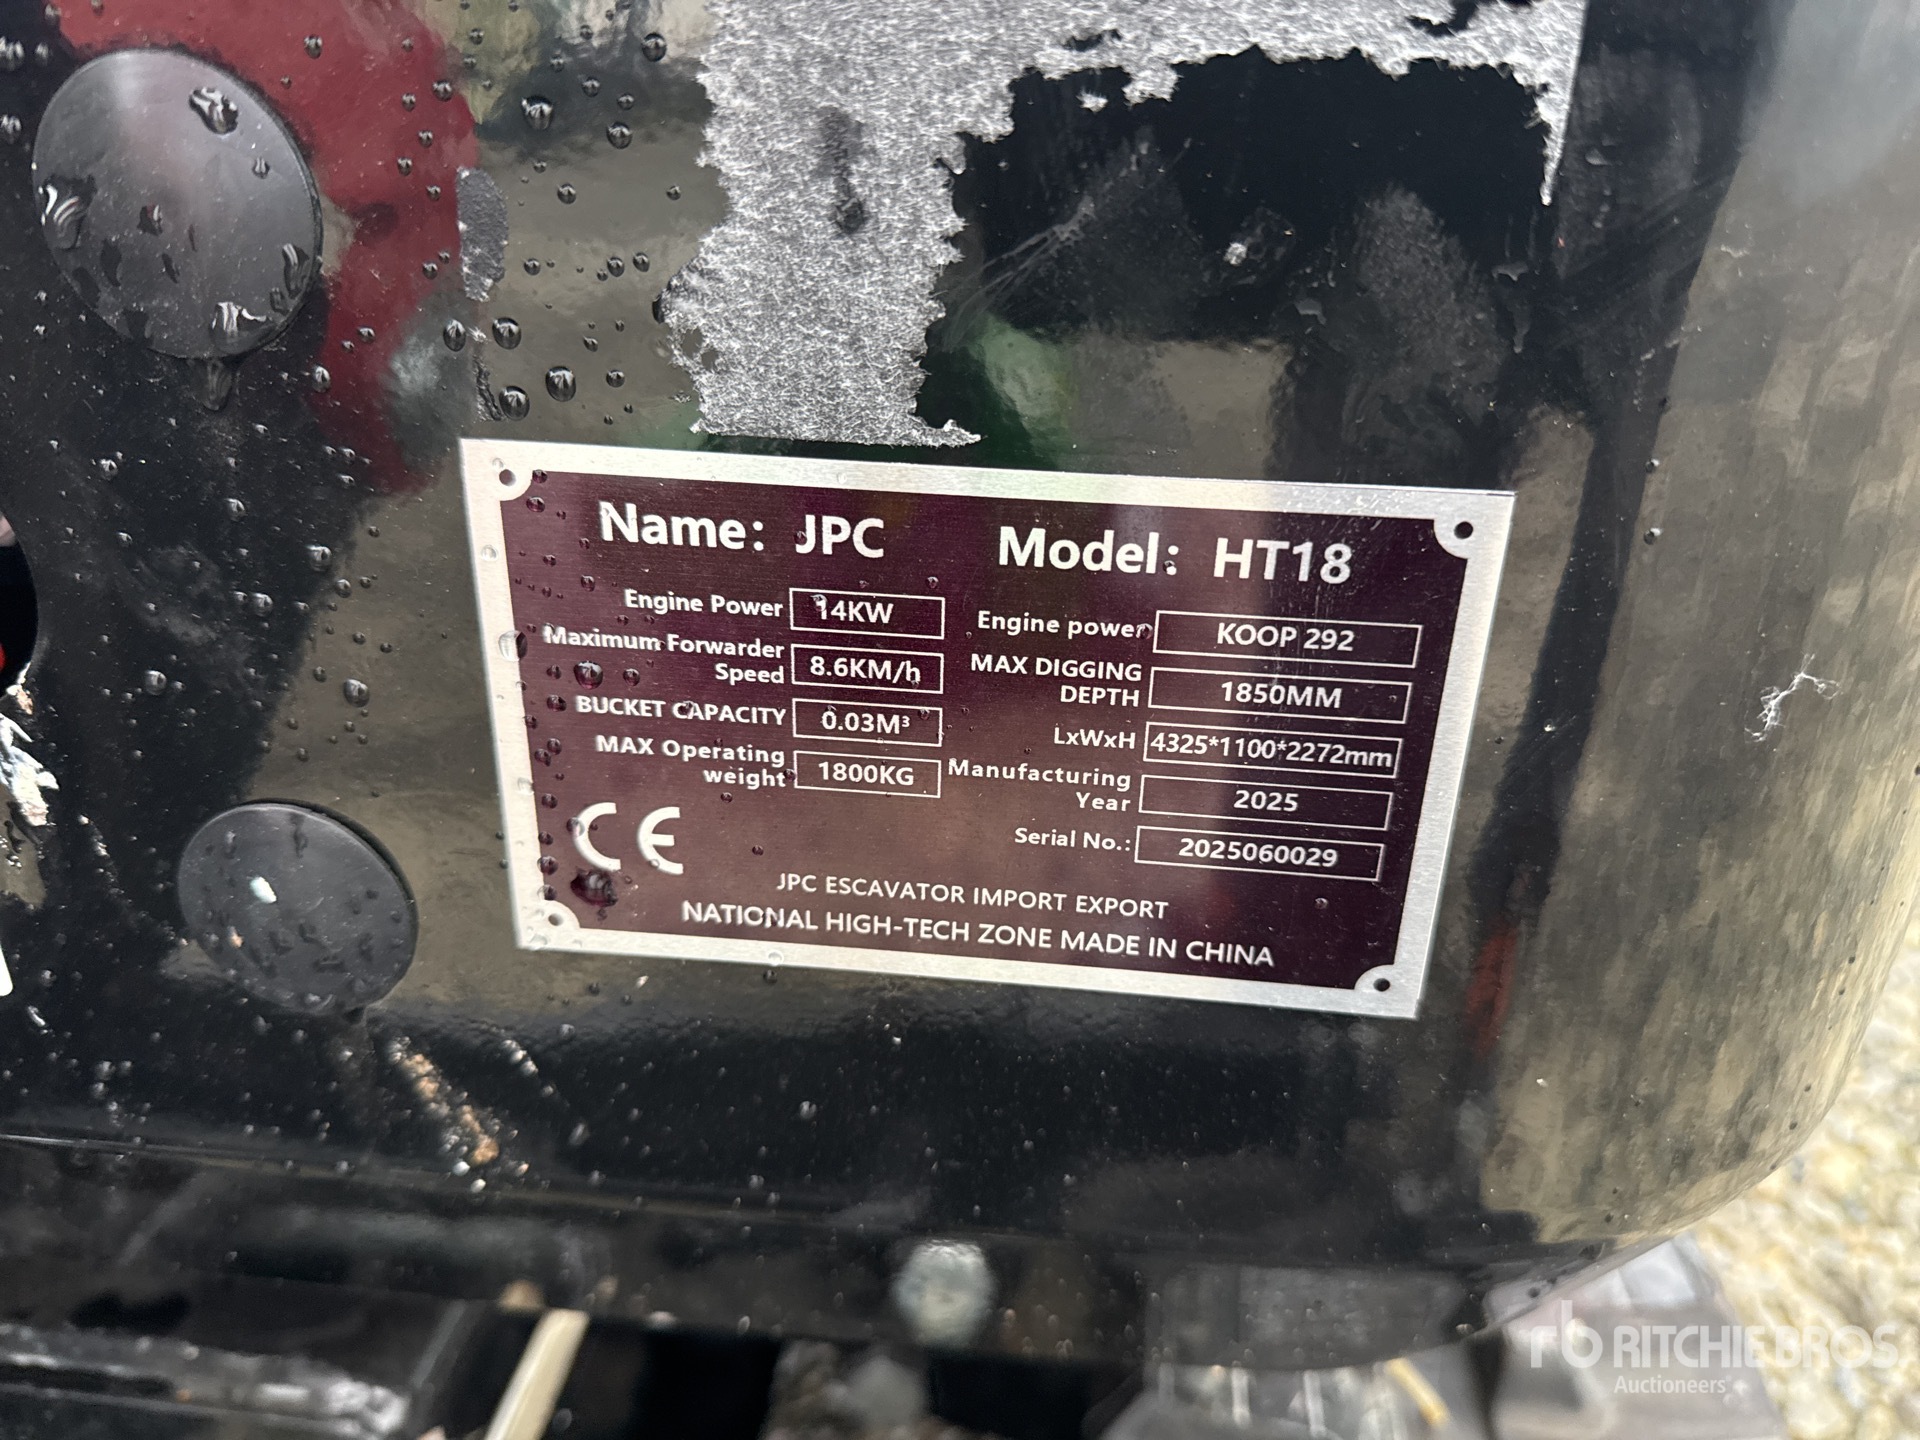 Name: JPC Model: HT18
Engine Power 14KW
Maximum Forwarder
Speed 8.6KM/h
BUCKET CAPACITY 0.03M³
MAX Operating
weight 1800KG
Engine power KOOP 292
MAX DIGGING
DEPTH 1850MM
LxWxH 4325*1100*2272mm
Manufacturing
Year 2025
Serial No.: 2025060029
CE
JPC ESCAVATOR IMPORT EXPORT
NATIONAL HIGH-TECH ZONE MADE IN CHINA
rb RITCHIE BROS
Auctioneers